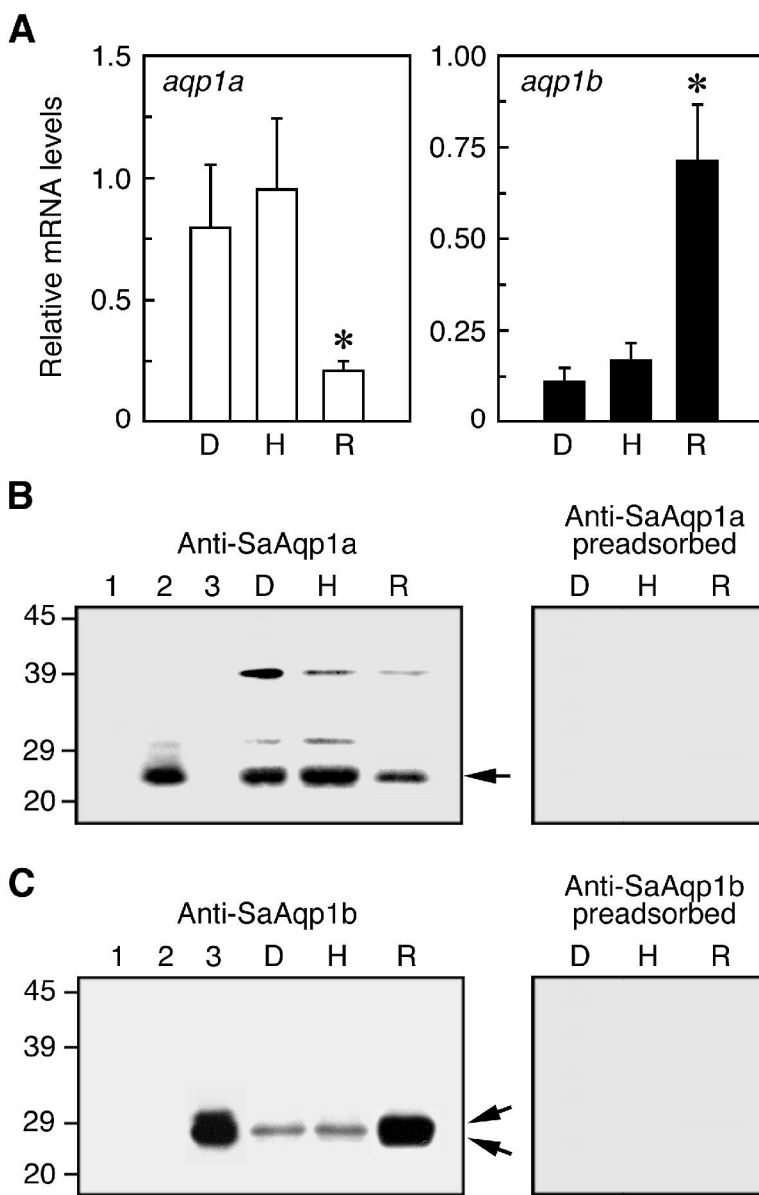 A
1.5 1.00
aqp1a aqp1b *
1.0 0.75
Relative mRNA levels
0.50
0.5 * 0.25
0 0
D H R D H R
B
Anti-SaAqp1a Anti-SaAqp1a
preadsorbed
1 2 3 D H R D H R
45
39
29
20
C
Anti-SaAqp1b Anti-SaAqp1b
preadsorbed
1 2 3 D H R D H R
45
39
29
20